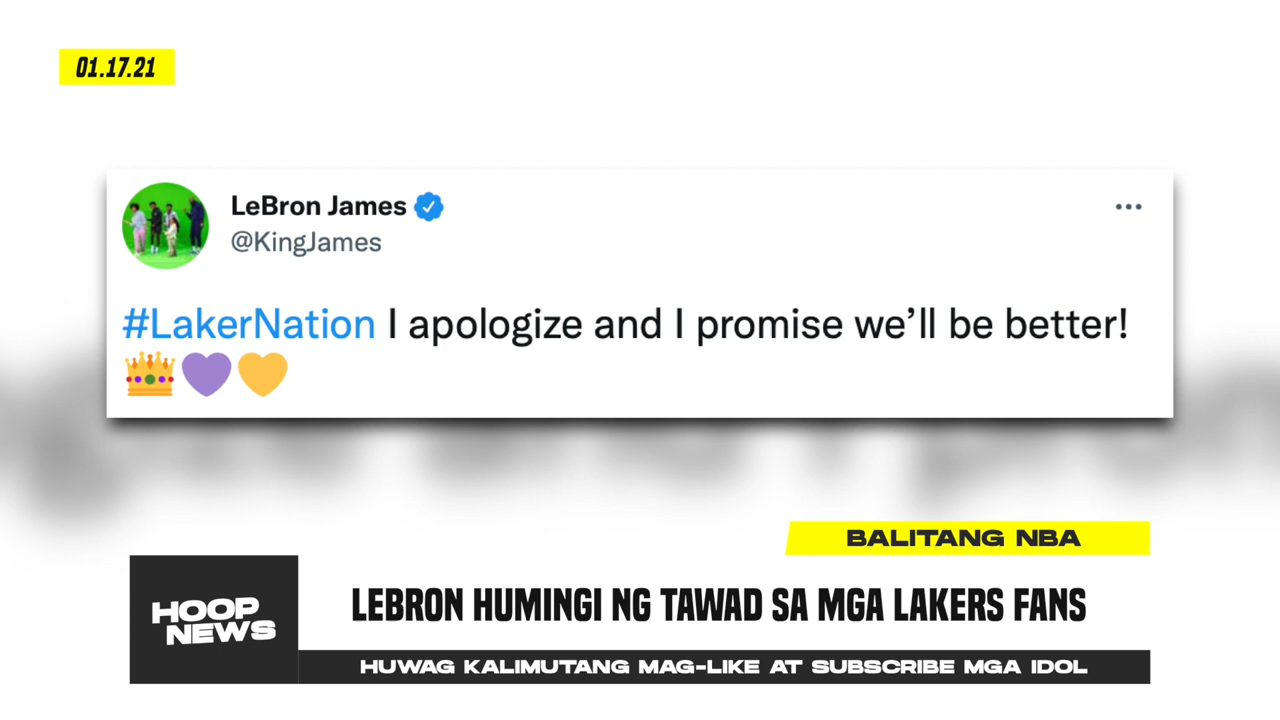 01.17.21
LeBron James
@KingJames
#LakerNation I apologize and I promise we’ll be better!
👑💜💛
BALITANG NBA
HOOP
NEWS
LEBRON HUMINGI NG TAWAD SA MGA LAKERS FANS
HUWAG KALIMUTANG MAG-LIKE AT SUBSCRIBE MGA IDOL